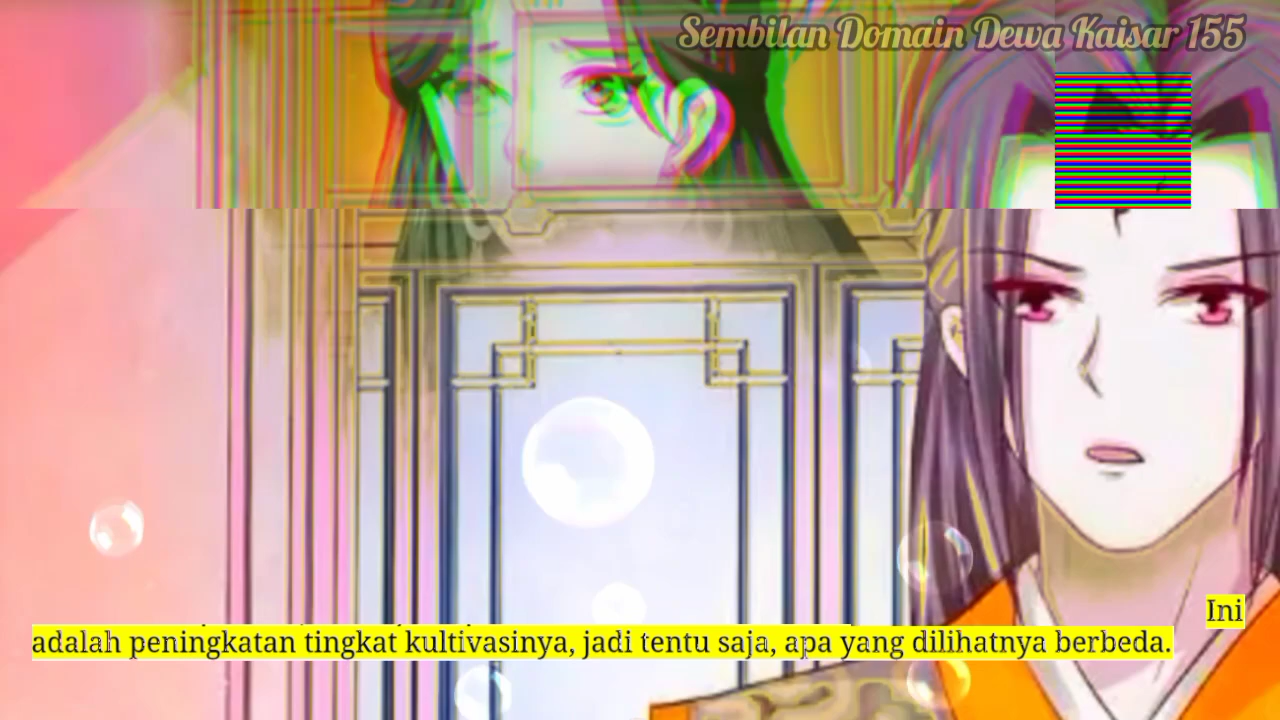 Sembilan Domain Dewa Kaisar 155
Ini
adalah peningkatan tingkat kultivasinya, jadi tentu saja, apa yang dilihatnya berbeda.